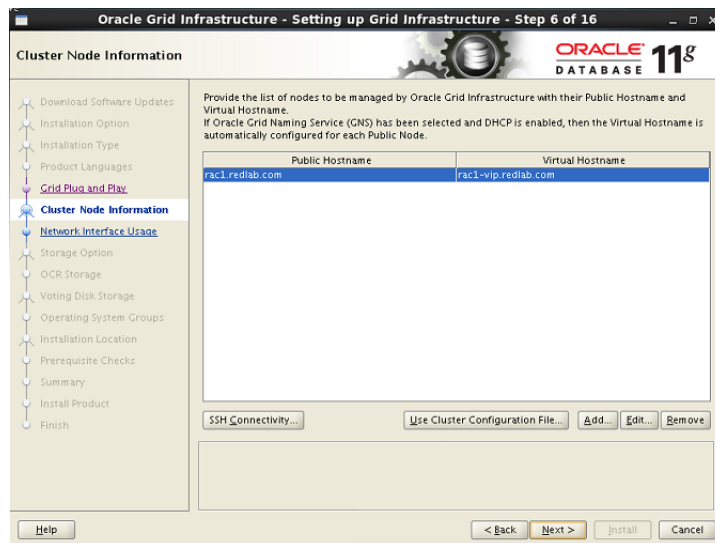 Oracle Grid Infrastructure - Setting up Grid Infrastructure - Step 6 of 16
Cluster Node Information
ORACLE
DATABASE
11g
Download Software Updates
Installation Option
Installation Type
Product Languages
Grid Plug and Play
Cluster Node Information
Network Interface Usage
Storage Option
OCR Storage
Voting Disk Storage
Operating System Groups
Installation Location
Prerequisite Checks
Summary
Install Product
Finish
Provide the list of nodes to be managed by Oracle Grid Infrastructure with their Public Hostname and
Virtual Hostname.
If Oracle Grid Naming Service (GNS) has been selected and DHCP is enabled, then the Virtual Hostname is
automatically configured for each Public Node.
Public Hostname Virtual Hostname
rac1.redlab.com rac1-vip.redlab.com
SSH Connectivity... Use Cluster Configuration File... Add... Edit... Remove
Help < Back Next > Install Cancel